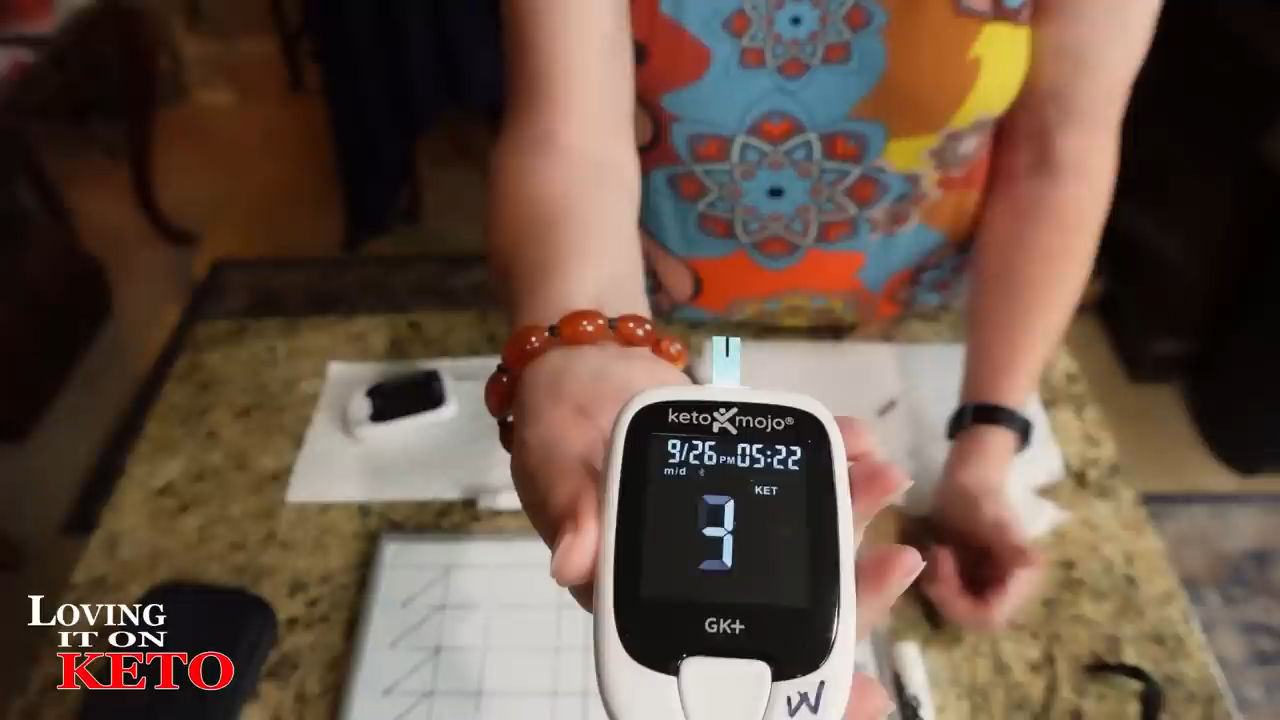 keto mojo®
9/26 PM 05:22
m/d
KET
3
GK+
W
LOVING
IT ON
KETO